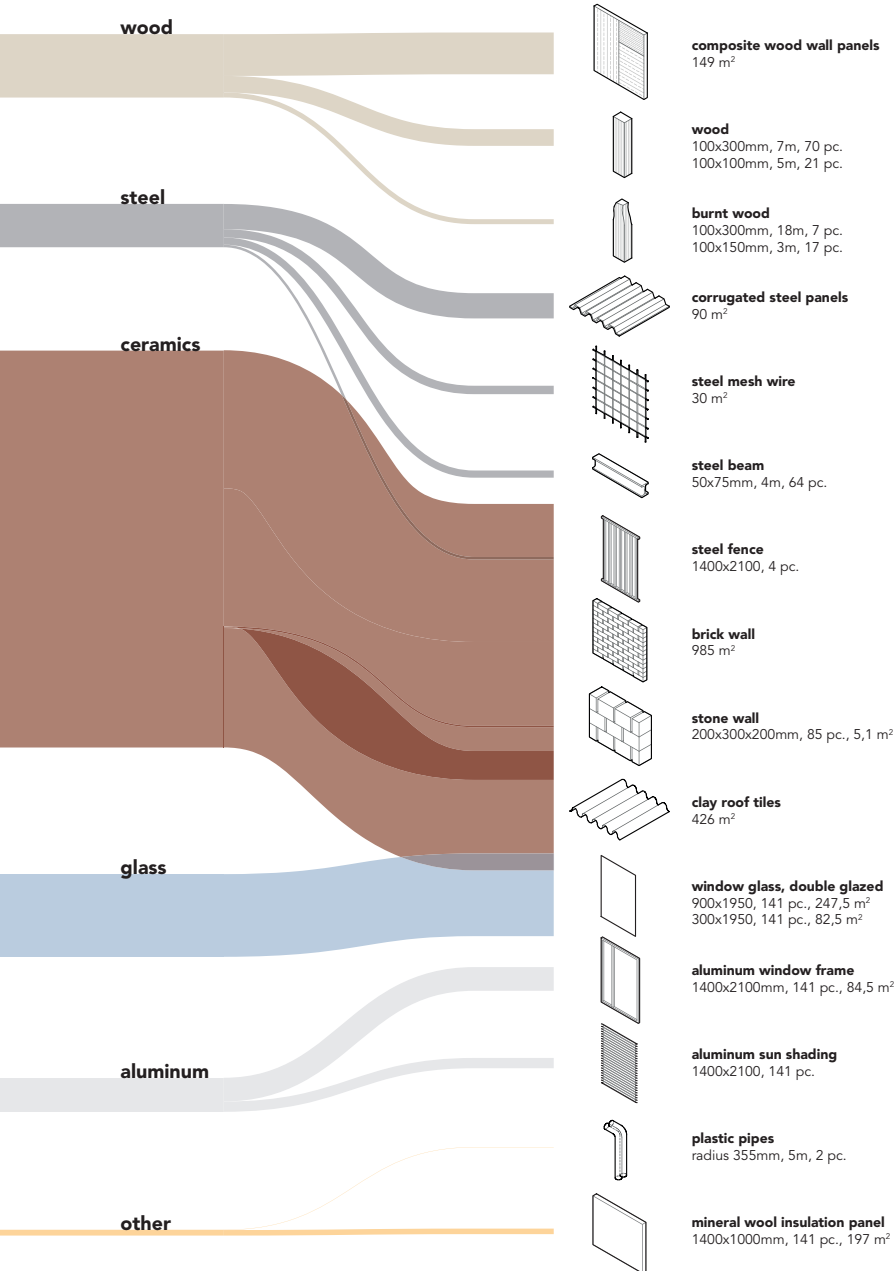 wood
composite wood wall panels
149 m²
wood
100x300mm, 7m, 70 pc.
100x100mm, 5m, 21 pc.
steel
burnt wood
100x300mm, 18m, 7 pc.
100x150mm, 3m, 17 pc.
corrugated steel panels
90 m²
ceramics
steel mesh wire
30 m²
steel beam
50x75mm, 4m, 64 pc.
steel fence
1400x2100, 4 pc.
brick wall
985 m²
stone wall
200x300x200mm, 85 pc., 5,1 m²
clay roof tiles
426 m²
glass
window glass, double glazed
900x1950, 141 pc., 247,5 m²
300x1950, 141 pc., 82,5 m²
aluminum window frame
1400x2100mm, 141 pc., 84,5 m²
aluminum
aluminum sun shading
1400x2100, 141 pc.
plastic pipes
radius 355mm, 5m, 2 pc.
other
mineral wool insulation panel
1400x1000mm, 141 pc., 197 m²